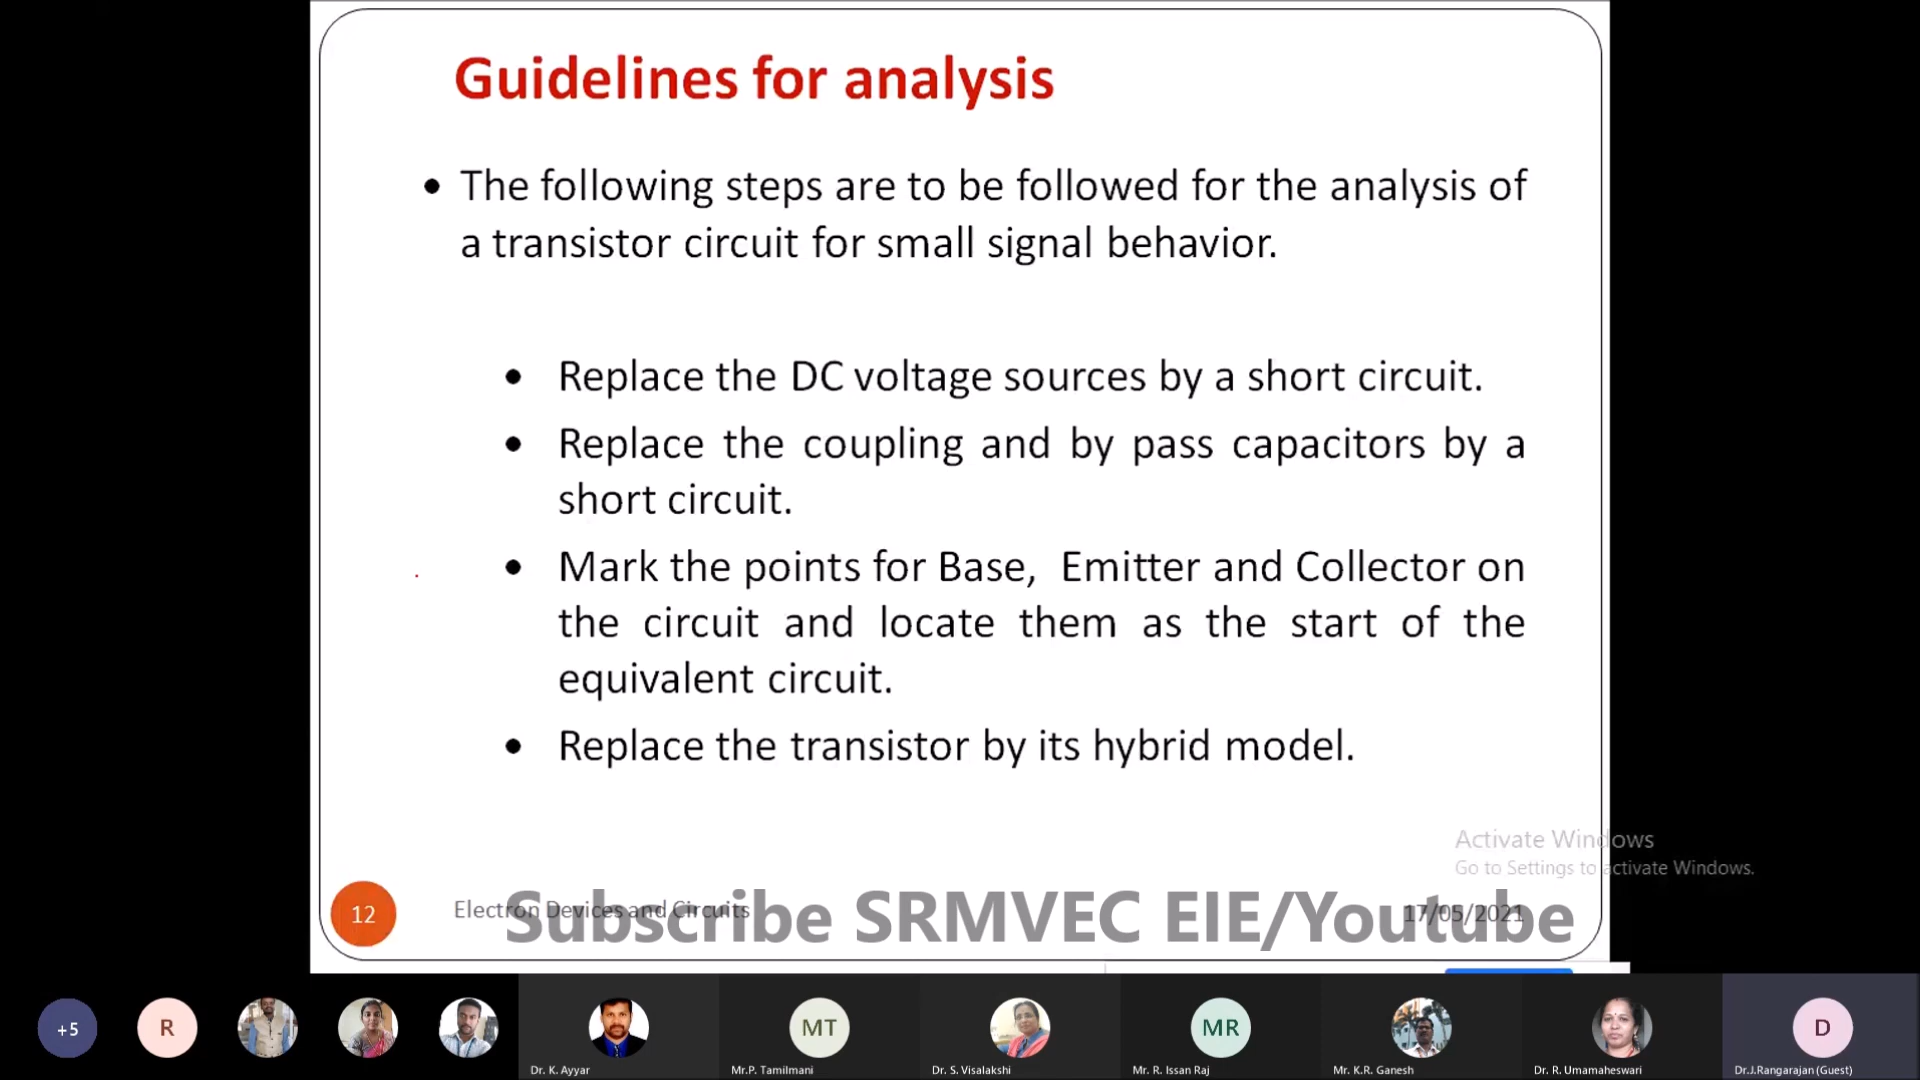 Guidelines for analysis
• The following steps are to be followed for the analysis of
a transistor circuit for small signal behavior.
• Replace the DC voltage sources by a short circuit.
• Replace the coupling and by pass capacitors by a
short circuit.
• Mark the points for Base, Emitter and Collector on
the circuit and locate them as the start of the
equivalent circuit.
• Replace the transistor by its hybrid model.
Activate Windows
Go to Settings to activate Windows.
12
Electron Devices and Circuits
17/05/2021
Subscribe SRMVEC EIE/Youtube
+5
R
MT
MR
D
Dr. K. Ayyar
Mr.P. Tamilmani
Dr. S. Visalakshi
Mr. R. Issan Raj
Mr. K.R. Ganesh
Dr. R. Umamaheswari
Dr.J.Rangarajan (Guest)